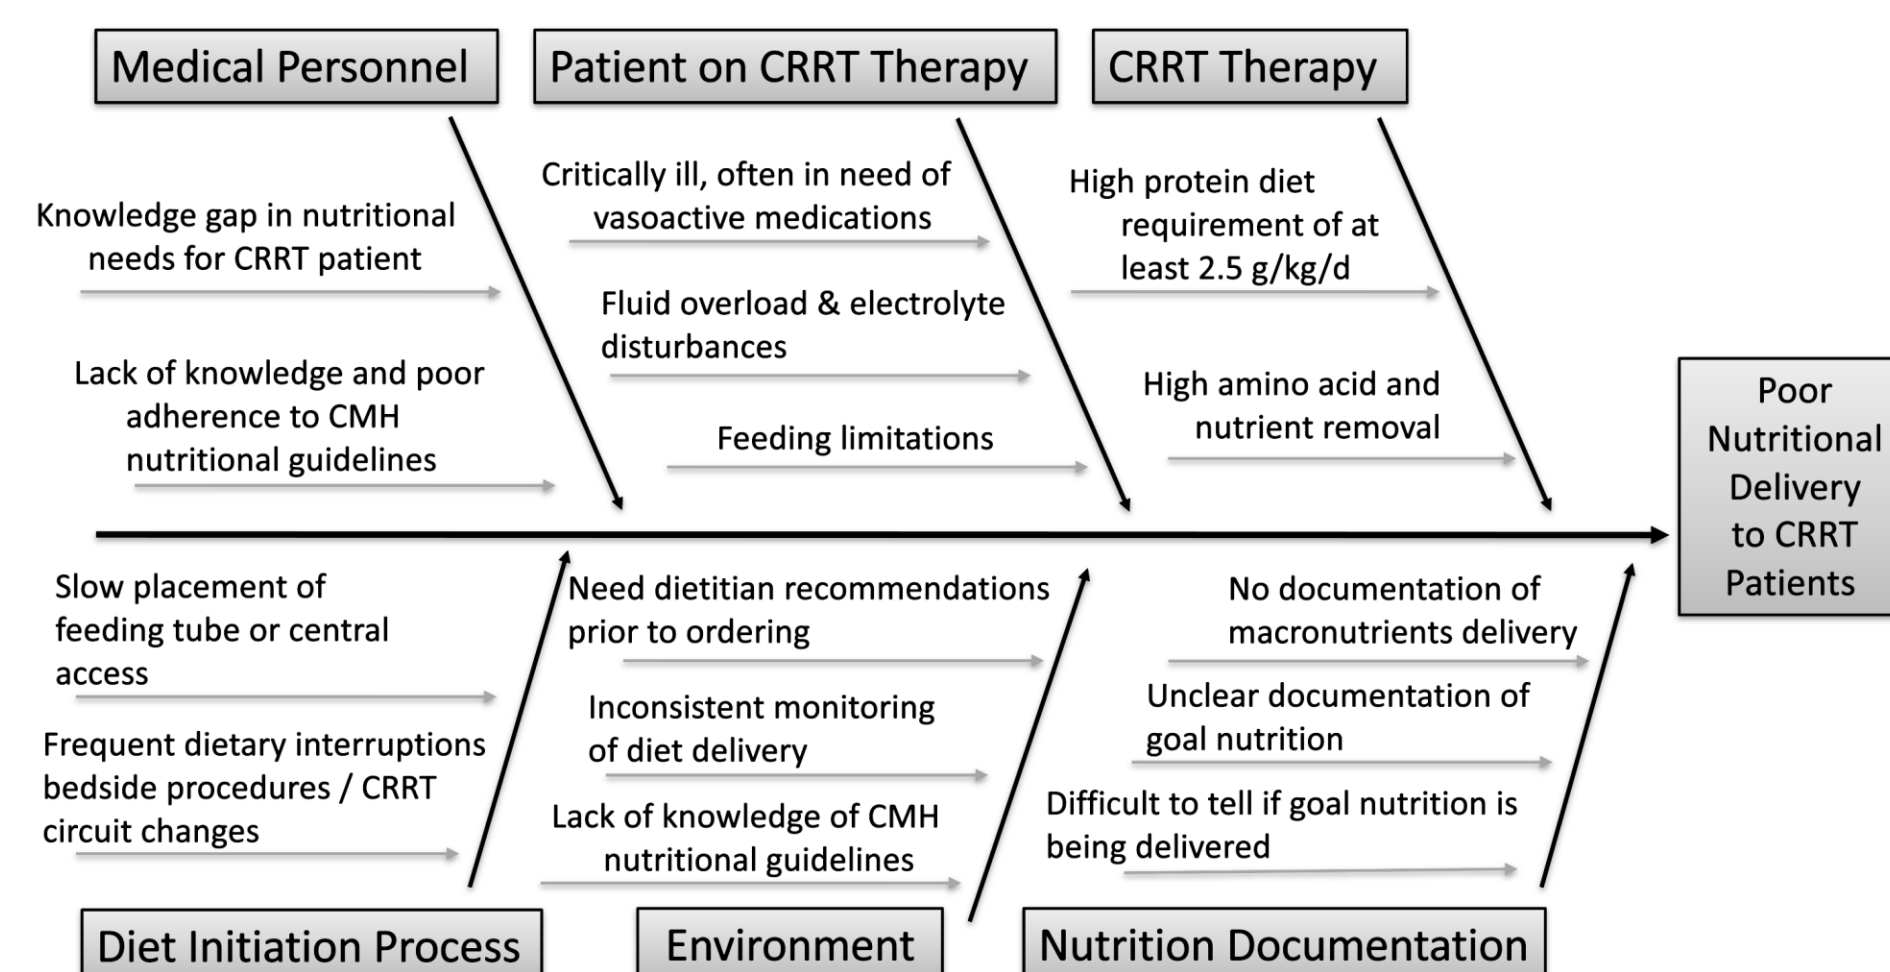 Medical Personnel
Patient on CRRT Therapy
CRRT Therapy
Knowledge gap in nutritional
needs for CRRT patient
Lack of knowledge and poor
adherence to CMH
nutritional guidelines
Critically ill, often in need of
vasoactive medications
Fluid overload & electrolyte
disturbances
Feeding limitations
High protein diet
requirement of at
least 2.5 g/kg/d
High amino acid and
nutrient removal
Poor
Nutritional
Delivery
to CRRT
Patients
Slow placement of
feeding tube or central
access
Frequent dietary interruptions
bedside procedures / CRRT
circuit changes
Need dietitian recommendations
prior to ordering
Inconsistent monitoring
of diet delivery
Lack of knowledge of CMH
nutritional guidelines
No documentation of
macronutrients delivery
Unclear documentation of
goal nutrition
Difficult to tell if goal nutrition is
being delivered
Diet Initiation Process
Environment
Nutrition Documentation